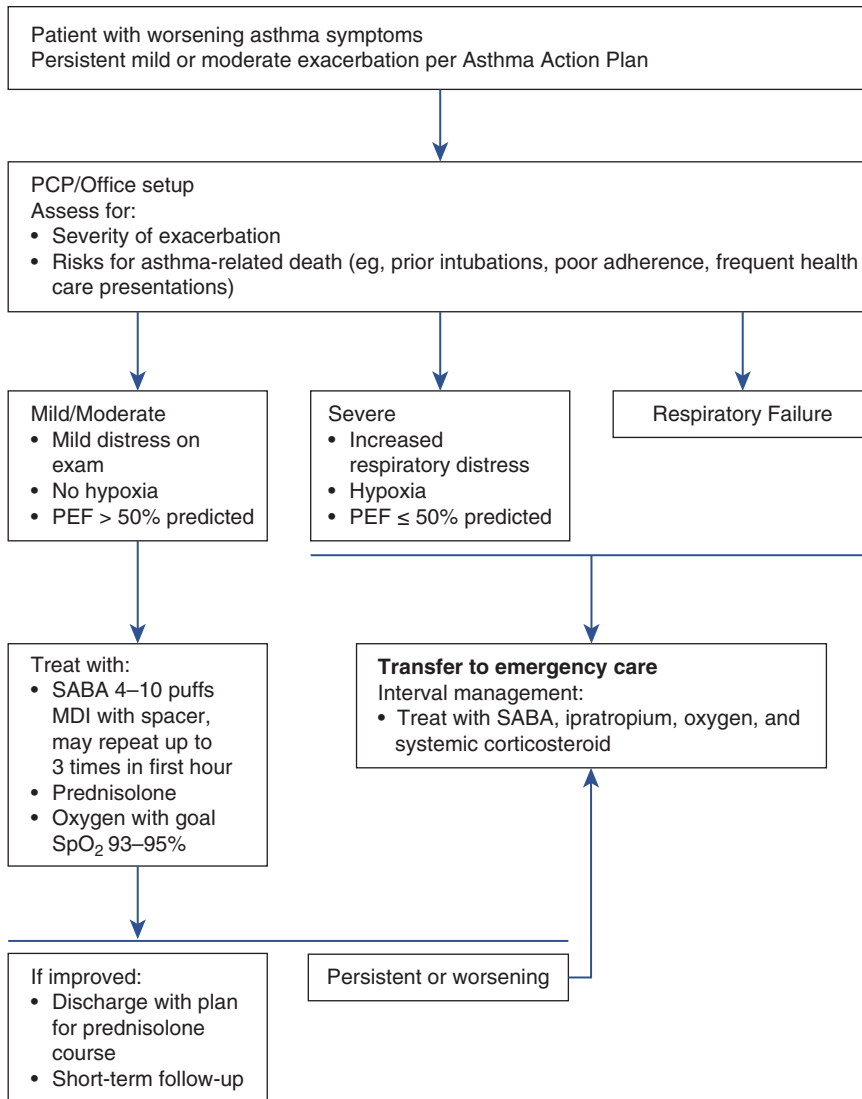 Patient with worsening asthma symptoms
Persistent mild or moderate exacerbation per Asthma Action Plan
PCP/Office setup
Assess for:
• Severity of exacerbation
• Risks for asthma-related death (eg, prior intubations, poor adherence, frequent health
care presentations)
Mild/Moderate
• Mild distress on
exam
• No hypoxia
• PEF > 50% predicted
Severe
• Increased
respiratory distress
• Hypoxia
• PEF ≤ 50% predicted
Respiratory Failure
Treat with:
• SABA 4–10 puffs
MDI with spacer,
may repeat up to
3 times in first hour
• Prednisolone
• Oxygen with goal
SpO₂ 93–95%
Transfer to emergency care
Interval management:
• Treat with SABA, ipratropium, oxygen, and
systemic corticosteroid
If improved:
• Discharge with plan
for prednisolone
course
• Short-term follow-up
Persistent or worsening